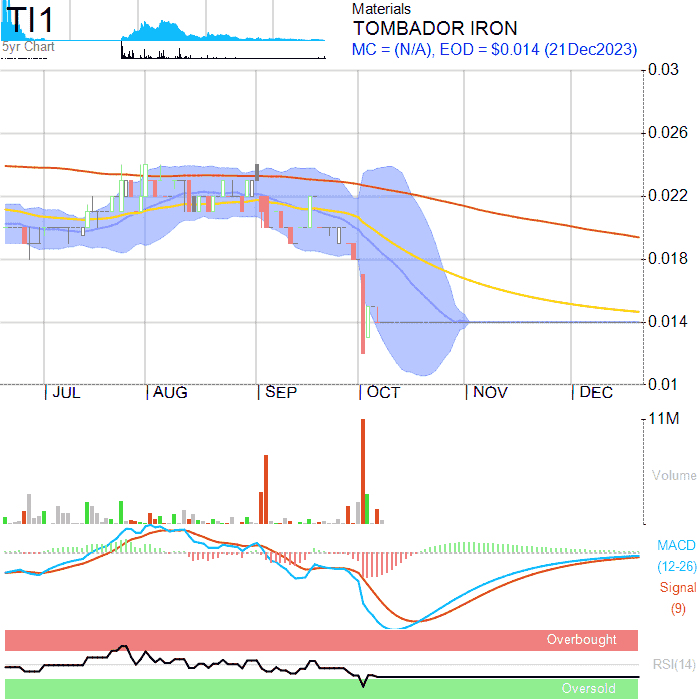 TI1
Materials
TOMBADOR IRON
5yr Chart
MC = (N/A), EOD = $0.014 (21Dec2023)
0.03
0.026
0.022
0.018
0.014
0.01
JUL AUG SEP OCT NOV DEC
11M
Volume
MACD
(12-26)
Signal
(9)
Overbought
RSI(14)
Oversold